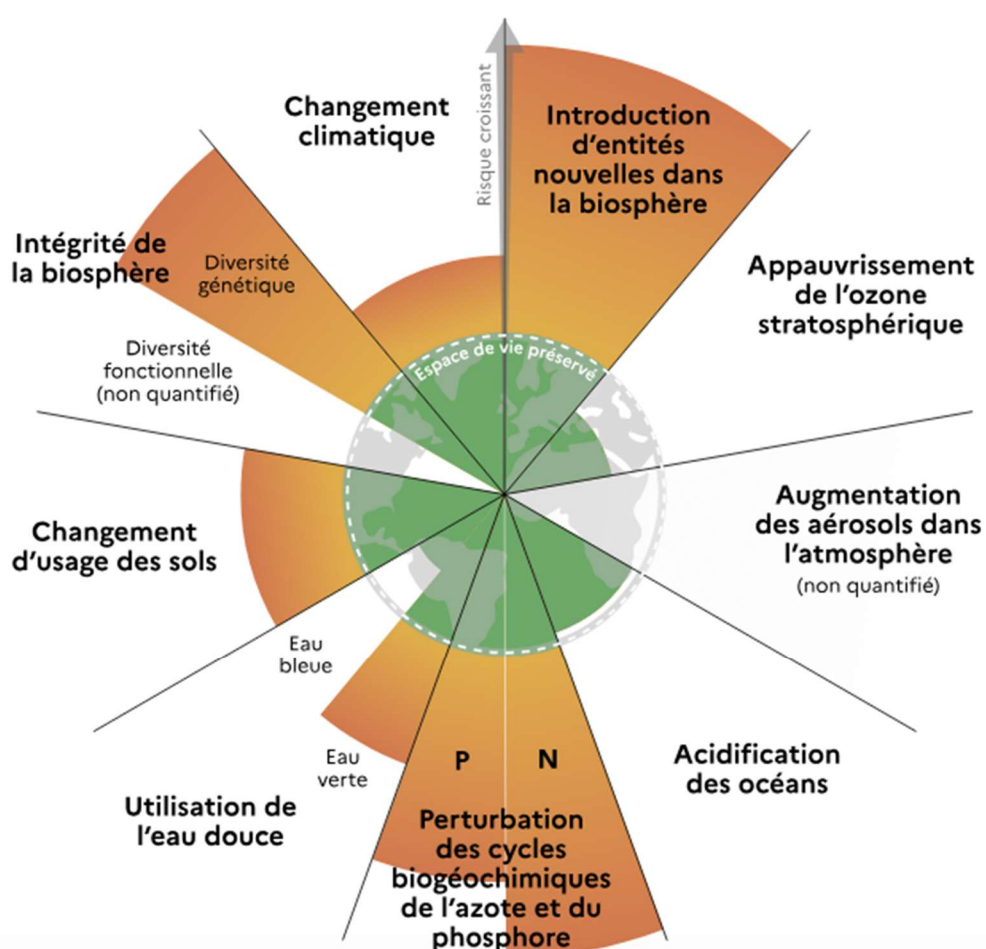 Changement
climatique
Risque croissant
Introduction
d'entités
nouvelles dans
la biosphère
Intégrité de
la biosphère
Diversité
génétique
Diversité
fonctionnelle
(non quantifié)
Appauvrissement
de l'ozone
stratosphérique
Espace de vie préservé
Changement
d'usage des sols
Augmentation
des aérosols dans
l'atmosphère
(non quantifié)
Eau
bleue
Eau
verte
Utilisation de
l'eau douce
P
N
Perturbation
des cycles
biogéochimiques
de l'azote et du
phosphore
Acidification
des océans